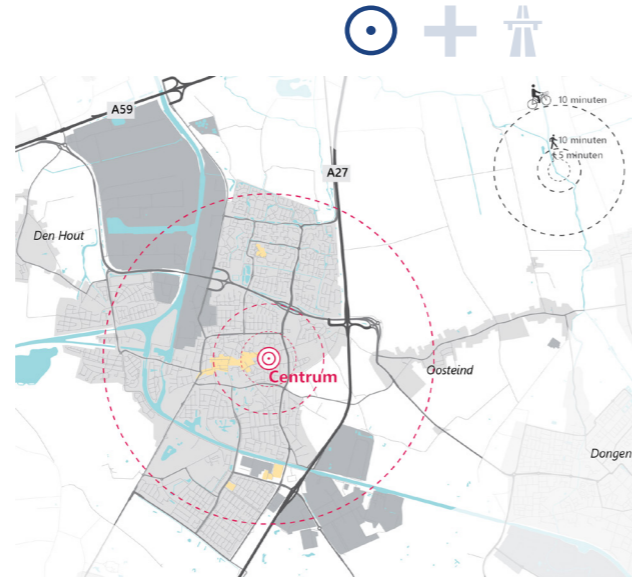 10 minuten
A59
10 minuten
5 minuten
A27
Den Hout
Oosteind
Centrum
Dongen